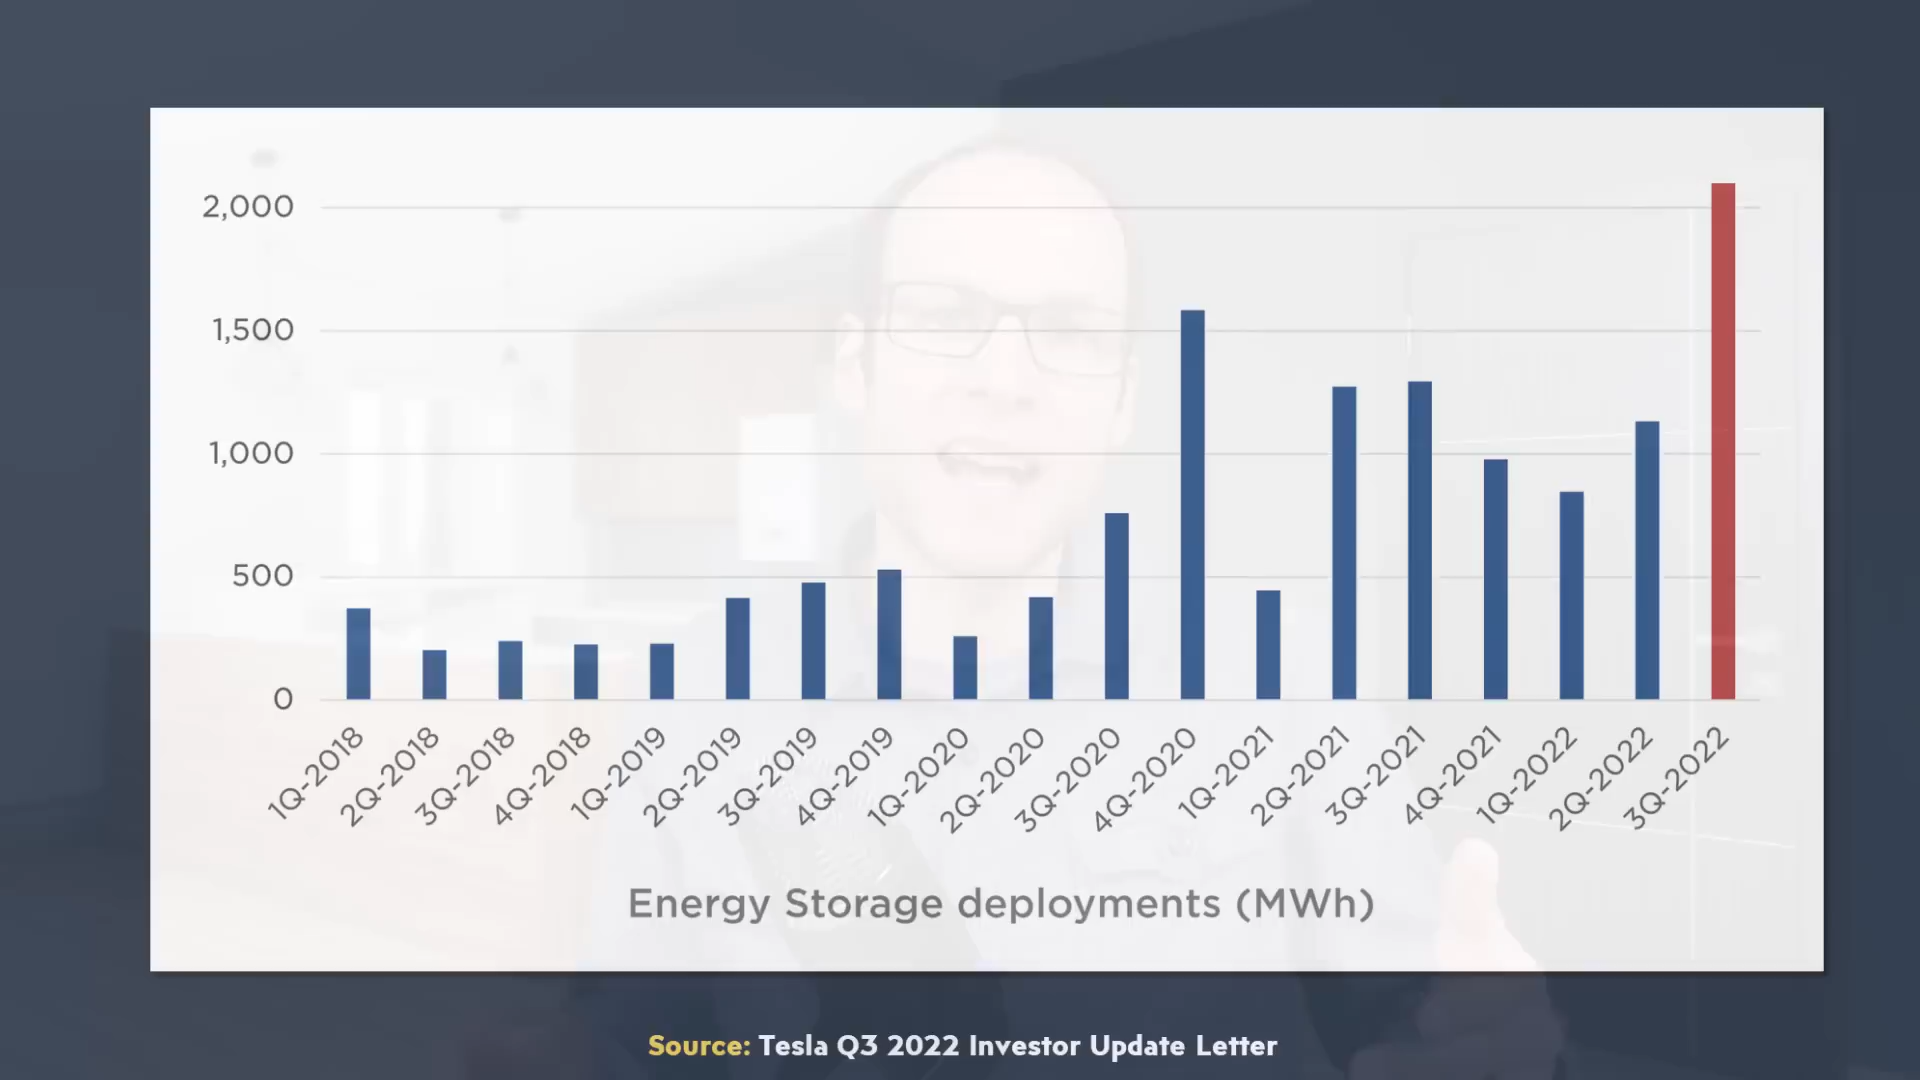 2,000
1,500
1,000
500
0
1Q-2018
2Q-2018
3Q-2018
4Q-2018
1Q-2019
2Q-2019
3Q-2019
4Q-2019
1Q-2020
2Q-2020
3Q-2020
4Q-2020
1Q-2021
2Q-2021
3Q-2021
4Q-2021
1Q-2022
2Q-2022
3Q-2022
Energy Storage deployments (MWh)
Source: Tesla Q3 2022 Investor Update Letter